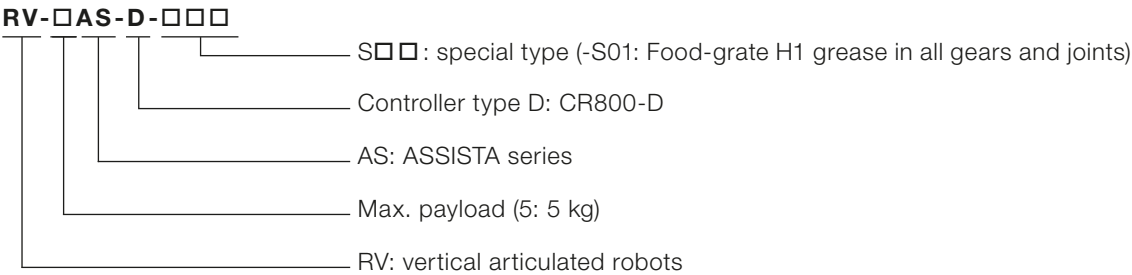 RV-□AS-D-□□□
S□□: special type (-S01: Food-grate H1 grease in all gears and joints)
Controller type D: CR800-D
AS: ASSISTA series
Max. payload (5: 5 kg)
RV: vertical articulated robots